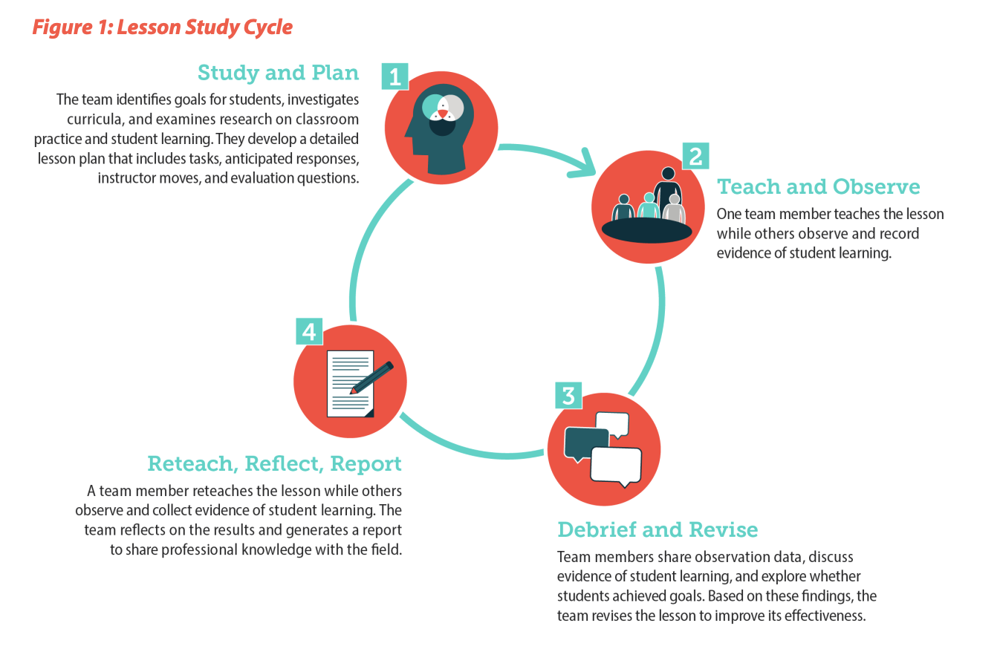 Figure 1: Lesson Study Cycle
1
Study and Plan
The team identifies goals for students, investigates
curricula, and examines research on classroom
practice and student learning. They develop a detailed
lesson plan that includes tasks, anticipated responses,
instructor moves, and evaluation questions.
2
Teach and Observe
One team member teaches the lesson
while others observe and record
evidence of student learning.
3
Debrief and Revise
Team members share observation data, discuss
evidence of student learning, and explore whether
students achieved goals. Based on these findings, the
team revises the lesson to improve its effectiveness.
4
Reteach, Reflect, Report
A team member reteaches the lesson while others
observe and collect evidence of student learning. The
team reflects on the results and generates a report
to share professional knowledge with the field.